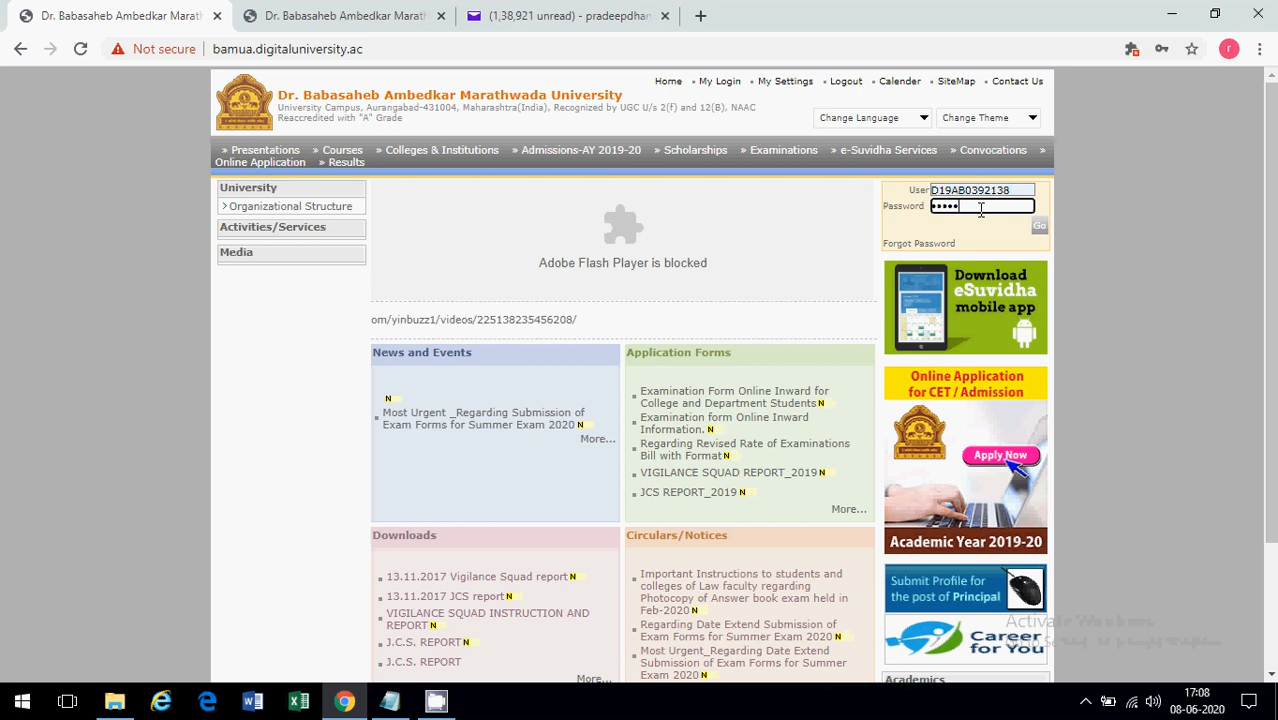 Dr. Babasaheb Ambedkar Marath
Dr. Babasaheb Ambedkar Marath
(1,38,921 unread) - pradeepdhan
Not secure
bamua.digitaluniversity.ac
r
Home • My Login • My Settings • Logout • Calender • SiteMap • Contact Us
Dr. Babasaheb Ambedkar Marathwada University
University Campus, Aurangabad-431004, Maharashtra(India), Recognized by UGC U/s 2(f) and 12(B), NAAC
Reaccredited with "A" Grade
Change Language
Change Theme
» Presentations » Courses » Colleges & Institutions » Admissions-AY 2019-20 » Scholarships » Examinations » e-Suvidha Services » Convocations »
Online Application » Results
University
Organizational Structure
Activities/Services
Media
Adobe Flash Player is blocked
om/yinbuzz1/videos/225138235456208/
User D19AB0392138
Password •••••
Go
Forgot Password
Download
eSuvidha
mobile app
News and Events
N
Most Urgent _Regarding Submission of
Exam Forms for Summer Exam 2020 N
More...
Application Forms
Examination Form Online Inward for
College and Department Students N
Examination form Online Inward
Information. N
Regarding Revised Rate of Examinations
Bill with Format N
VIGILANCE SQUAD REPORT_2019 N
JCS REPORT_2019 N
More...
Online Application
for CET / Admission
Apply Now
Academic Year 2019-20
Downloads
13.11.2017 Vigilance Squad report N
13.11.2017 JCS report N
VIGILANCE SQUAD INSTRUCTION AND
REPORT N
J.C.S. REPORT N
J.C.S. REPORT
More...
Circulars/Notices
Important Instructions to students and
colleges of Law faculty regarding
Photocopy of Answer book exam held in
Feb-2020 N
Regarding Date Extend Submission of
Exam Forms for Summer Exam 2020 N
Most Urgent_Regarding Date Extend
Submission of Exam Forms for Summer
Exam 2020 N
Submit Profile for
the post of Principal
Career
for You
Academics
17:08
08-06-2020